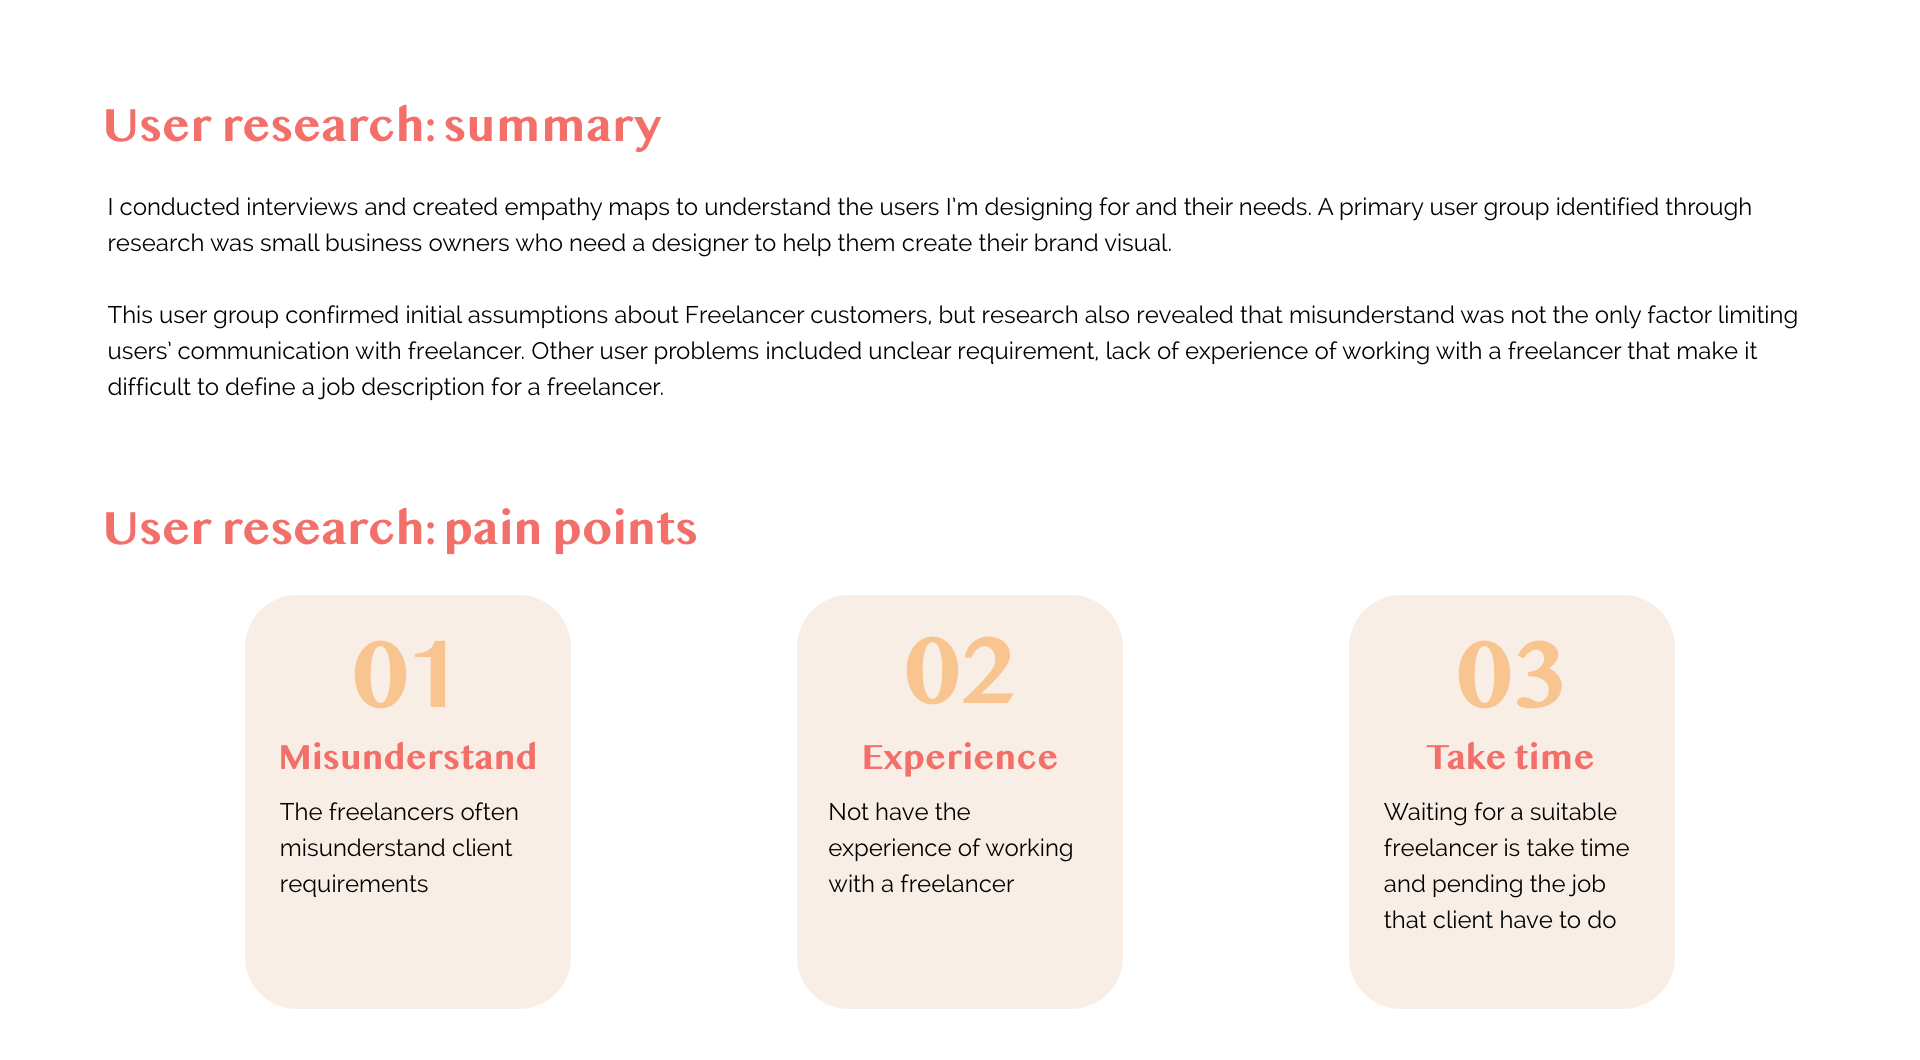 User research: summary
I conducted interviews and created empathy maps to understand the users I'm designing for and their needs. A primary user group identified through
research was small business owners who need a designer to help them create their brand visual.
This user group confirmed initial assumptions about Freelancer customers, but research also revealed that misunderstand was not the only factor limiting
users' communication with freelancer. Other user problems included unclear requirement, lack of experience of working with a freelancer that make it
difficult to define a job description for a freelancer.
User research: pain points
01
Misunderstand
The freelancers often
misunderstand client
requirements
02
Experience
Not have the
experience of working
with a freelancer
03
Take time
Waiting for a suitable
freelancer is take time
and pending the job
that client have to do